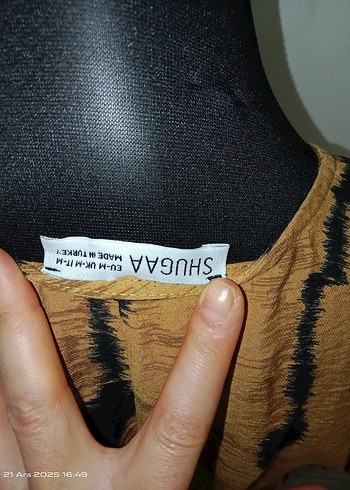 SHUGAA
EU-M UK-M IT-M
MADE IN TURKEY
21 Ara 2025 16:49